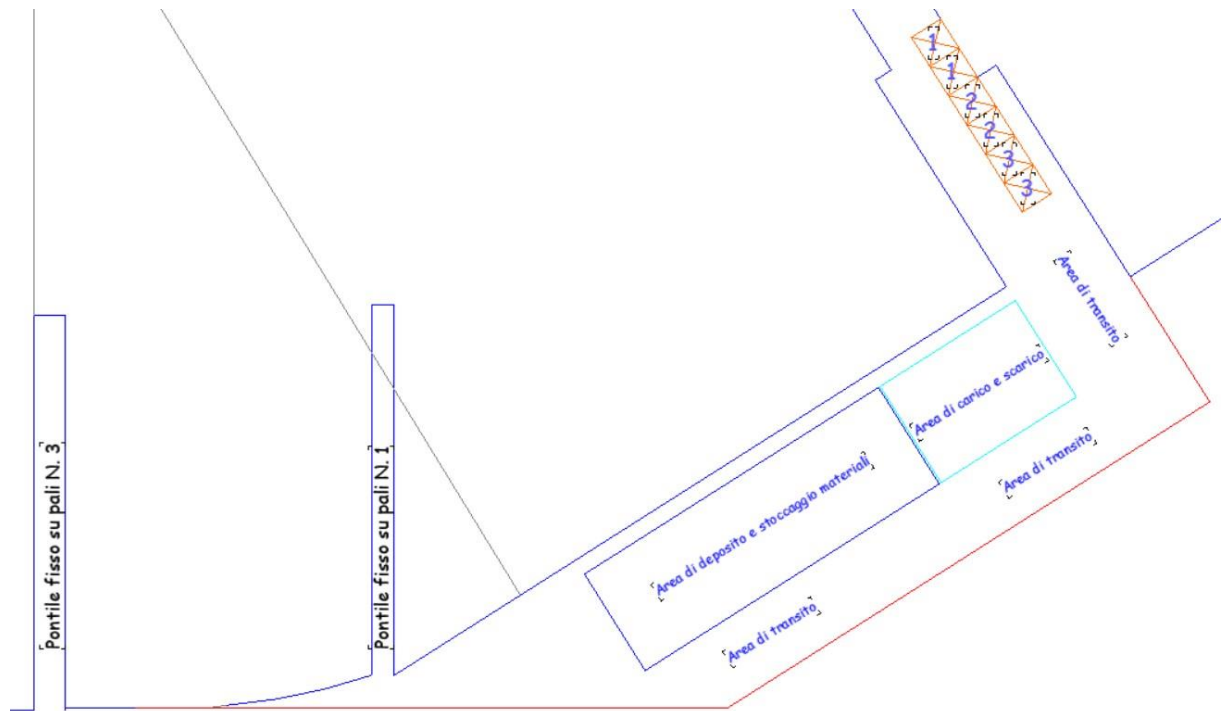 1
1
2
2
3
3
Area di transito
Area di carico e scarico
Area di transito
Area di deposito e stoccaggio materiali
Area di transito
Pontile fisso su pali N. 3
Pontile fisso su pali N. 1